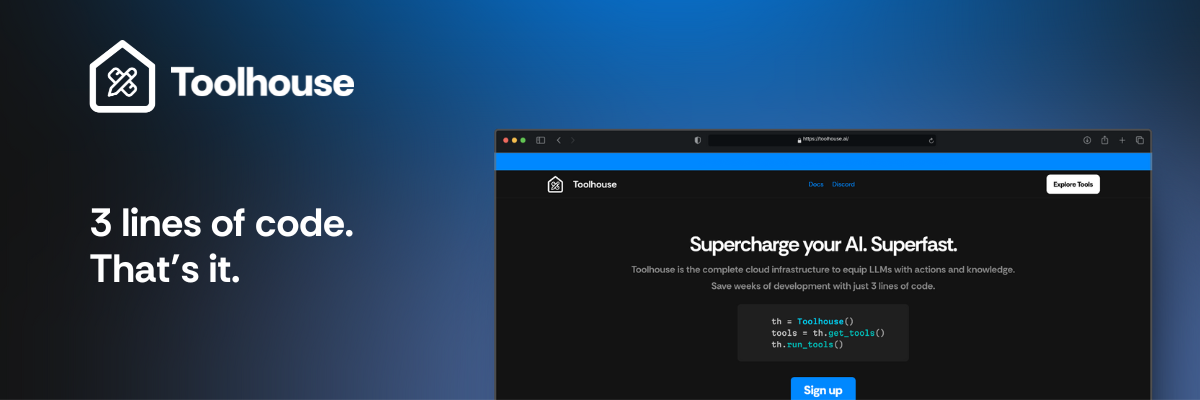 Toolhouse
3 lines of code.
That's it.
https://toolhouse.ai/
Toolhouse
Docs Discord
Explore Tools
Supercharge your AI. Superfast.
Toolhouse is the complete cloud infrastructure to equip LLMs with actions and knowledge.
Save weeks of development with just 3 lines of code.
th = Toolhouse()
tools = th.get_tools()
th.run_tools()
Sign up